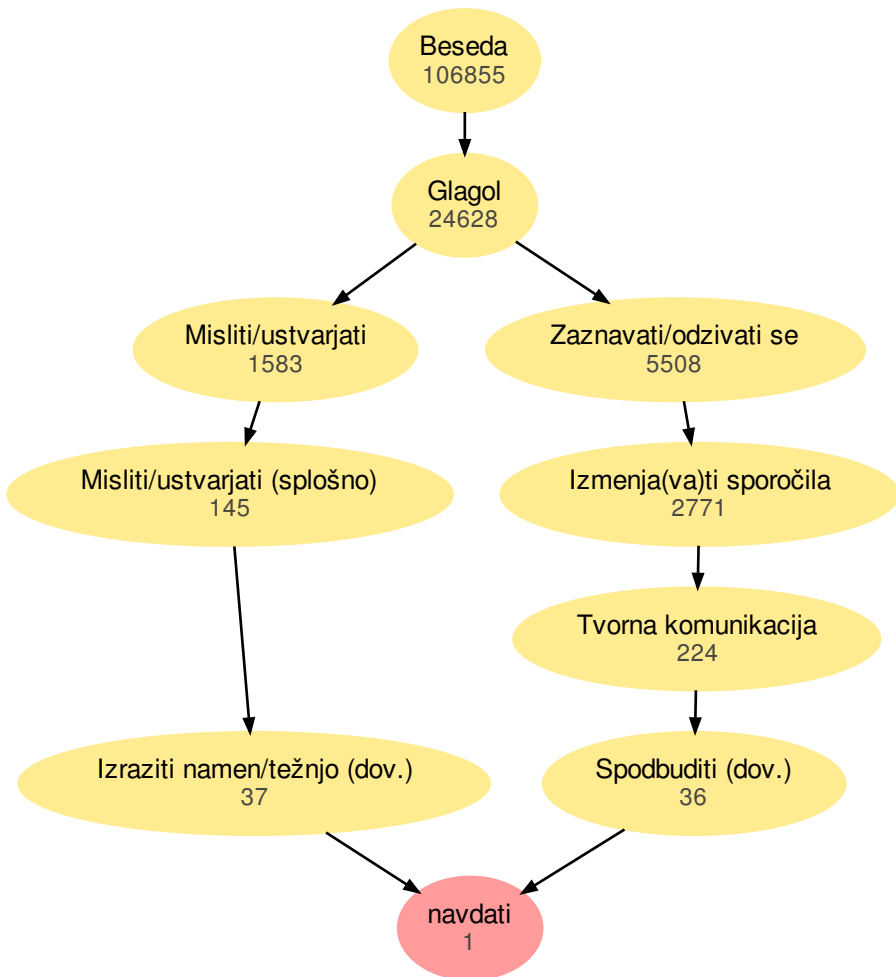 Beseda
106855
Glagol
24628
Misliti/ustvarjati
1583
Zaznavati/odzivati se
5508
Misliti/ustvarjati (splošno)
145
Izmenja(va)ti sporočila
2771
Tvorna komunikacija
224
Izraziti namen/težnjo (dov.)
37
Spodbuditi (dov.)
36
navdati
1